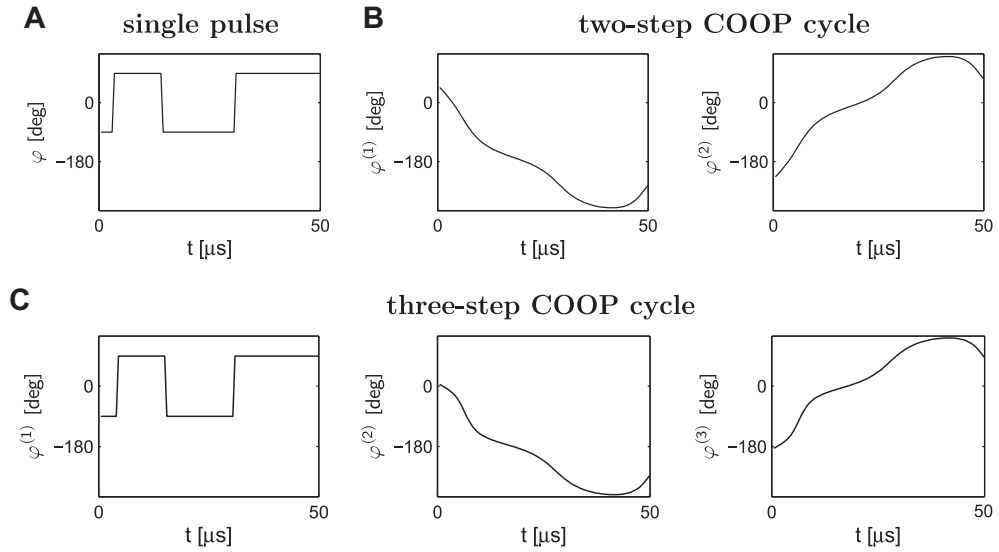 A single pulse
B two-step COOP cycle
φ [deg]
0
−180
0
50
t [μs]
φ(1) [deg]
0
−180
0
50
t [μs]
φ(2) [deg]
0
−180
0
50
t [μs]
C three-step COOP cycle
φ(1) [deg]
0
−180
0
50
t [μs]
φ(2) [deg]
0
−180
0
50
t [μs]
φ(3) [deg]
0
−180
0
50
t [μs]